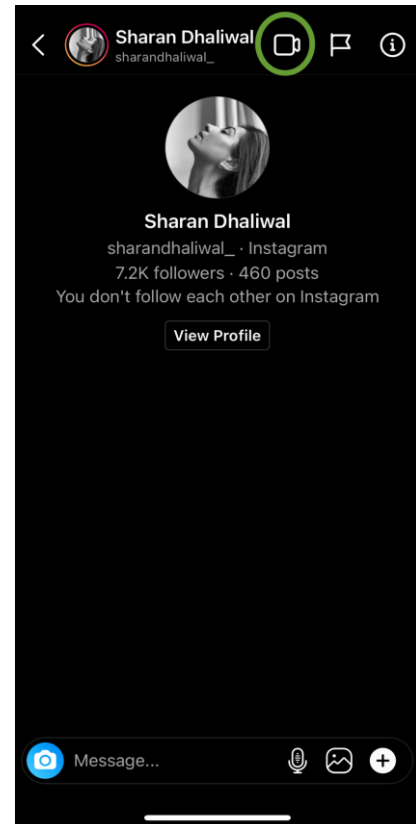 Sharan Dhaliwal
sharandhaliwal_
Sharan Dhaliwal
sharandhaliwal_ · Instagram
7.2K followers · 460 posts
You don't follow each other on Instagram
View Profile
Message...